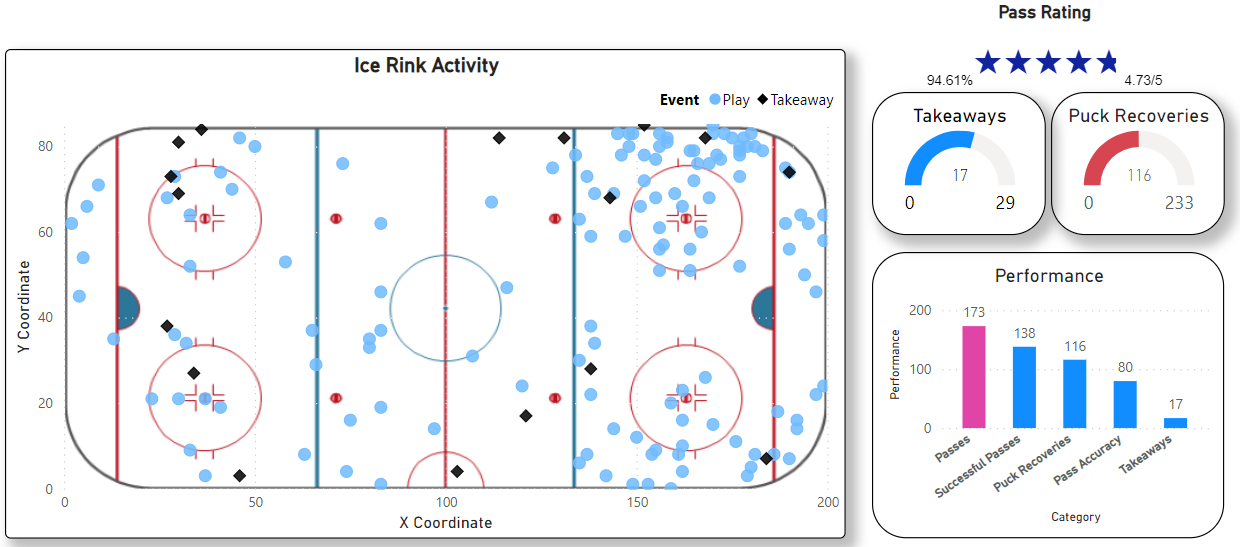 Pass Rating
94.61%
4.73/5
Ice Rink Activity
Event Play Takeaway
Y Coordinate
80
60
40
20
0
0 50 100 150 200
X Coordinate
Takeaways
17
0 29
Puck Recoveries
116
0 233
Performance
Performance
200
100
0
173
138
116
80
17
Passes
Successful Passes
Puck Recoveries
Pass Accuracy
Takeaways
Category